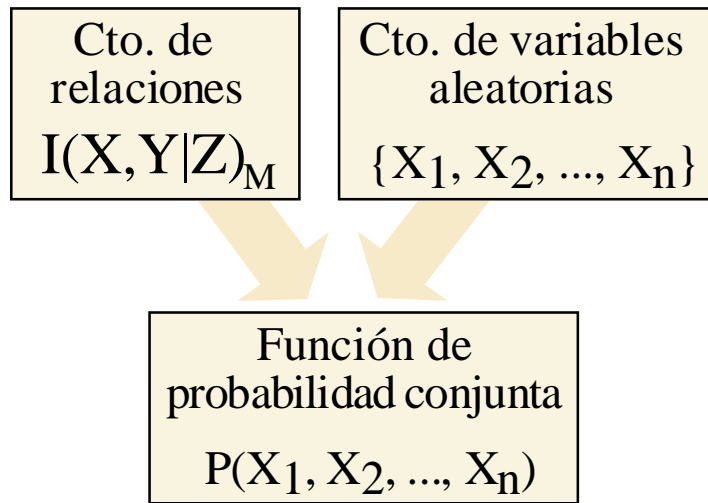 Cto. de
relaciones
I(X,Y|Z)M
Cto. de variables
aleatorias
{X1, X2, ..., Xn}
Función de
probabilidad conjunta
P(X1, X2, ..., Xn)